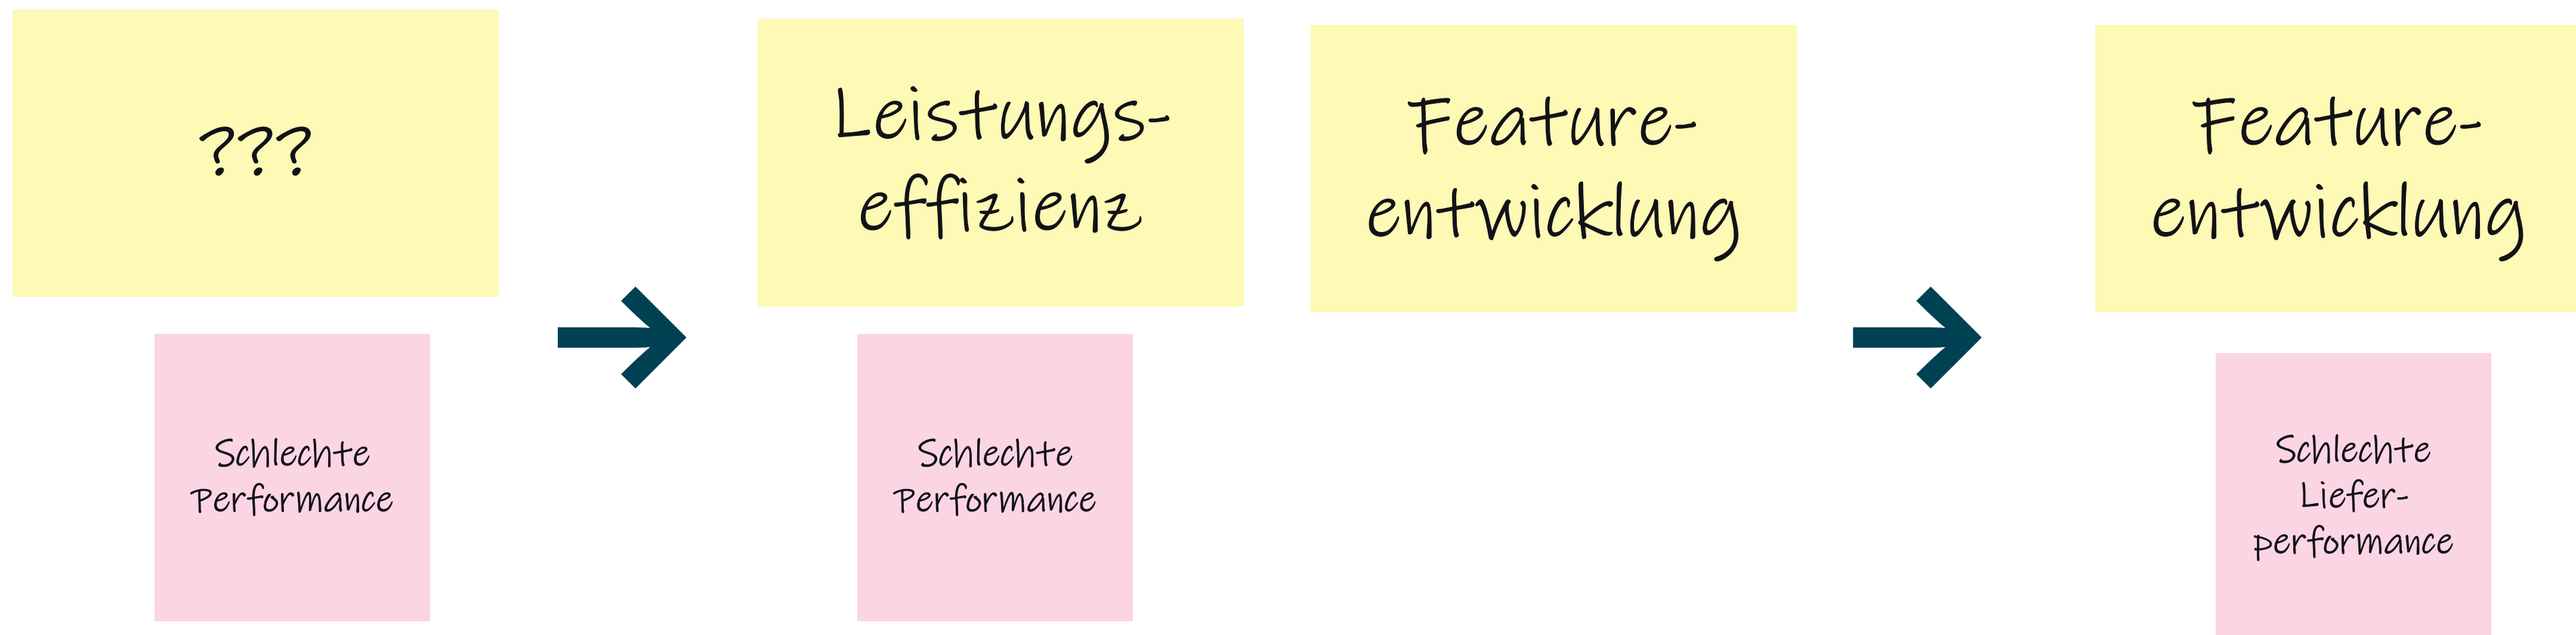 ???
Schlechte
Performance
Leistungs-
effizienz
Schlechte
Performance
Feature-
entwicklung
Feature-
entwicklung
Schlechte
Liefer-
performance